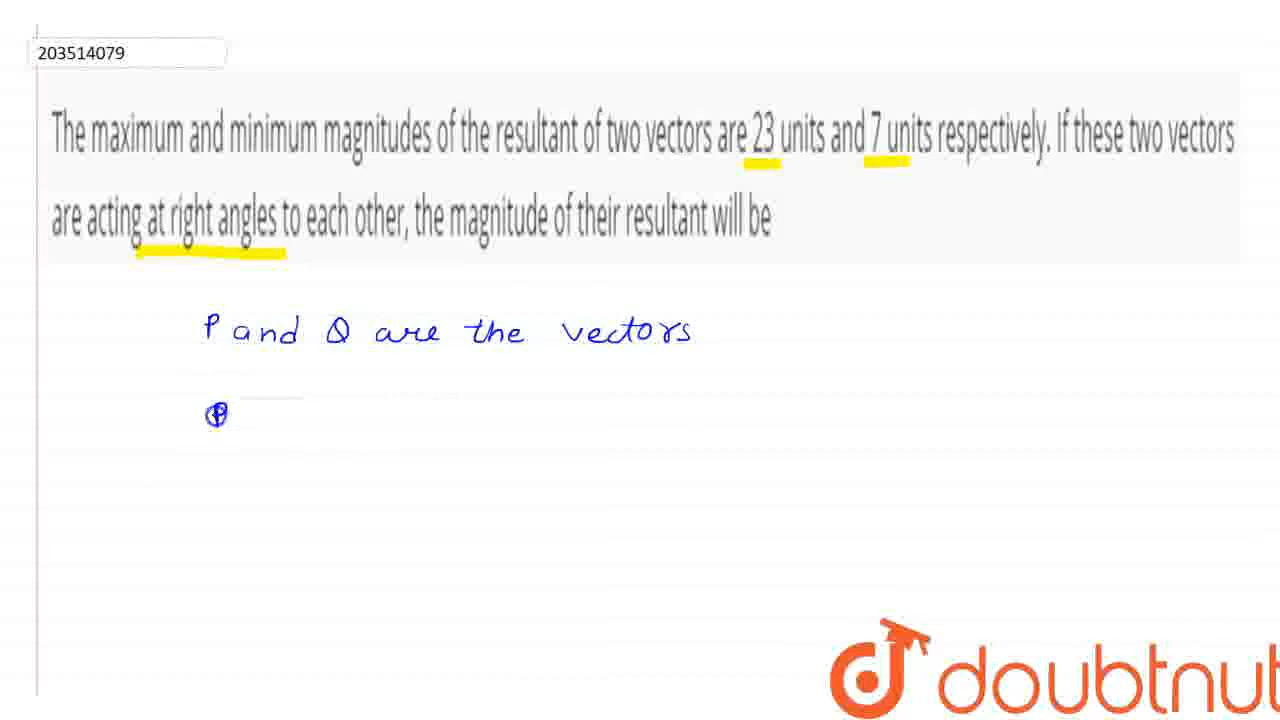 203514079
The maximum and minimum magnitudes of the resultant of two vectors are 23 units and 7 units respectively. If these two vectors
are acting at right angles to each other, the magnitude of their resultant will be
P and Q are the vectors
P
doubtnut